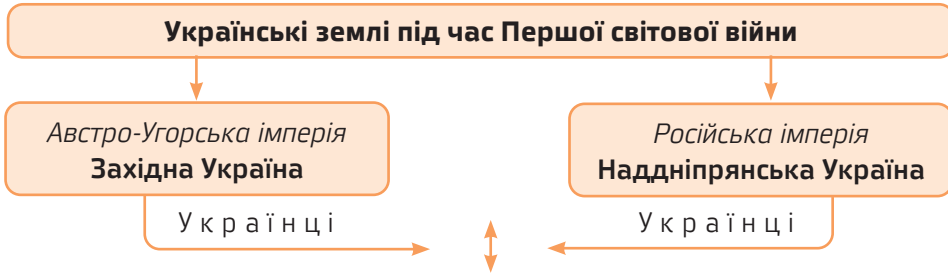 Українські землі під час Першої світової війни
Австро-Угорська імперія
Західна Україна
Російська імперія
Наддніпрянська Україна
Українці
Українці